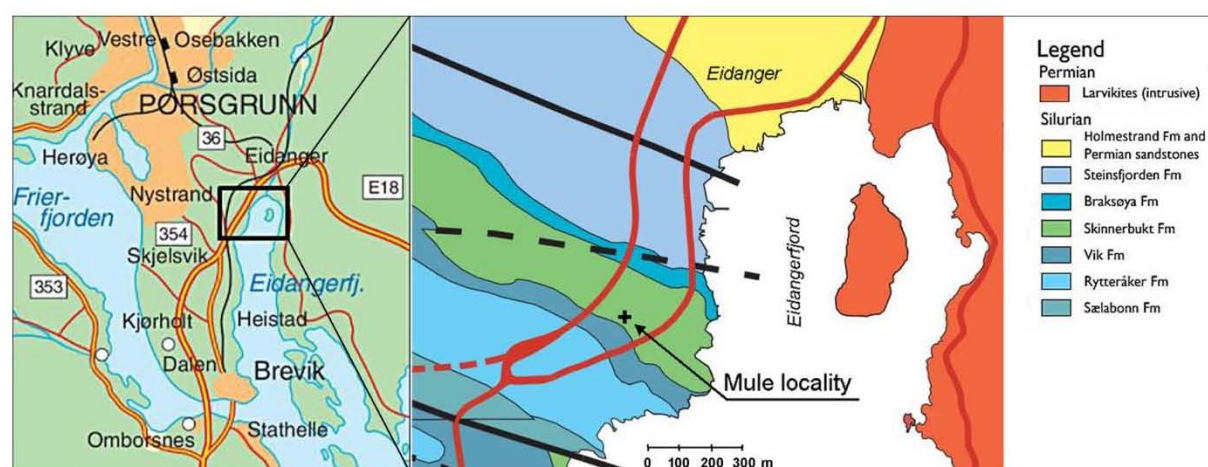 Klyve
Vestre
Osebakken
Østsida
Knarrdals-
strand
PORSGRUNN
36
Herøya
Eidanger
E18
Nystrand
Frier-
fjorden
354
Skjelsvik
353
Eidangerfj.
Kjørholt
Heistad
Dalen
Brevik
Omborsnes
Stathelle
Eidanger
Eidangerfjord
Mule locality
0 100 200 300 m
Legend
Permian
Larvikites (intrusive)
Silurian
Holmestrand Fm and
Permian sandstones
Steinsfjorden Fm
Braksøya Fm
Skinnerbukt Fm
Vik Fm
Rytteråker Fm
Sælabonn Fm